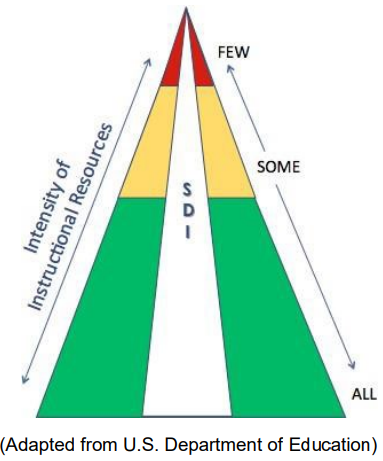 FEW
SOME
Intensity of
Instructional Resources
S
D
I
ALL
(Adapted from U.S. Department of Education)